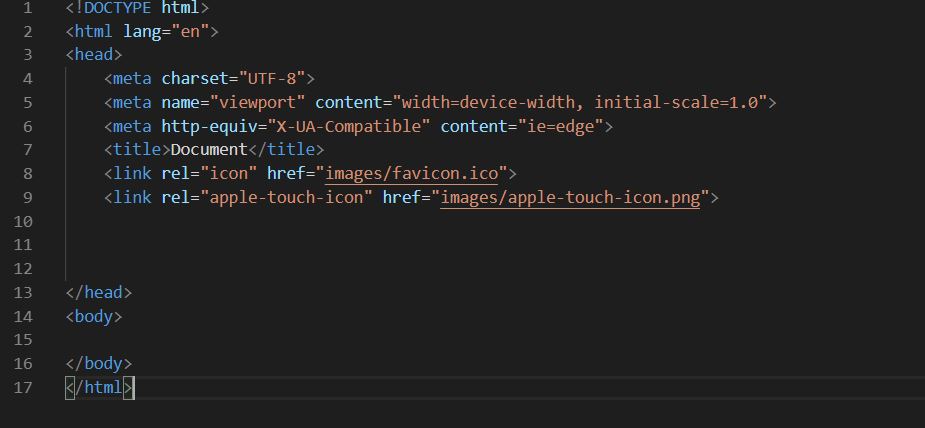 1 <!DOCTYPE html>
2 <html lang="en">
3 <head>
4     <meta charset="UTF-8">
5     <meta name="viewport" content="width=device-width, initial-scale=1.0">
6     <meta http-equiv="X-UA-Compatible" content="ie=edge">
7     <title>Document</title>
8     <link rel="icon" href="images/favicon.ico">
9     <link rel="apple-touch-icon" href="images/apple-touch-icon.png">
10
11
12
13 </head>
14 <body>
15
16 </body>
17 </html>